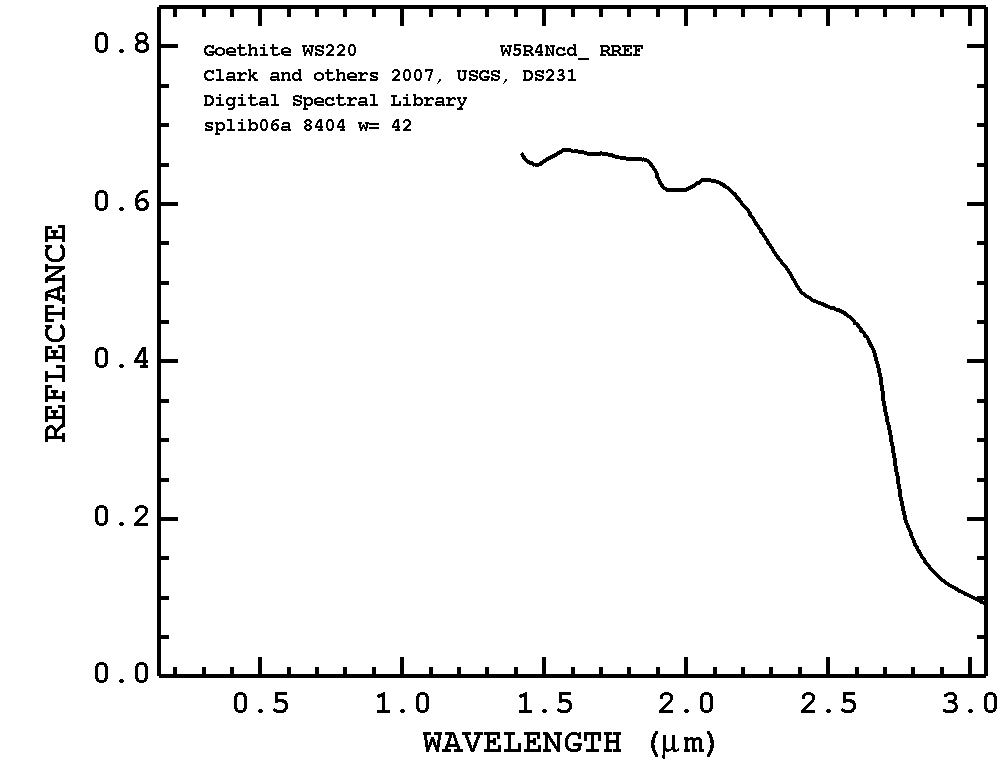 Goethite WS220 W5R4Ncd_ RREF
Clark and others 2007, USGS, DS231
Digital Spectral Library
splib06a 8404 w= 42
0.8
0.6
0.4
0.2
0.0
REFLECTANCE
0.5 1.0 1.5 2.0 2.5 3.0
WAVELENGTH (μm)